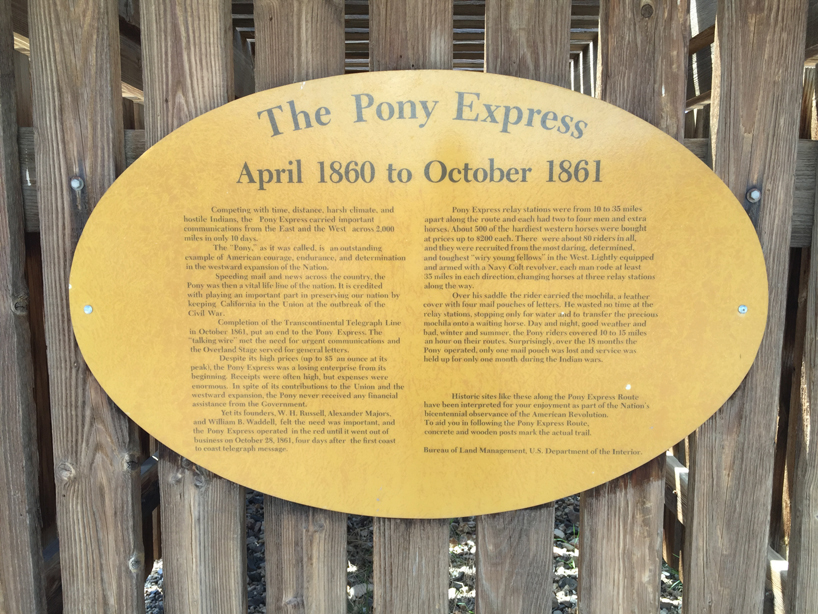 The Pony Express
April 1860 to October 1861
Competing with time, distance, harsh climate, and
hostile Indians, the Pony Express carried important
communications from the East and the West across 2,000
miles in only 10 days.
The "Pony," as it was called, is an outstanding
example of American courage, endurance, and determination
in the westward expansion of the Nation.
Speeding mail and news across the country, the
Pony was then a vital life line of the nation. It is credited
with playing an important part in preserving our nation by
keeping California in the Union at the outbreak of the
Civil War.
Completion of the Transcontinental Telegraph Line
in October 1861, put an end to the Pony Express. The
"talking wire" met the need for urgent communications and
the Overland Stage served for general letters.
Despite its high prices (up to $5 an ounce at its
peak), the Pony Express was a losing enterprise from its
beginning. Receipts were often high, but expenses were
enormous. In spite of its contributions to the Union and the
westward expansion, the Pony never received any financial
assistance from the Government.
Yet its founders, W. H. Russell, Alexander Majors,
and William B. Waddell, felt the need was important, and
the Pony Express operated in the red until it went out of
business on October 28, 1861, four days after the first coast
to coast telegraph message.
Pony Express relay stations were from 10 to 35 miles
apart along the route and each had two to four men and extra
horses. About 500 of the hardiest western horses were bought
at prices up to $200 each. There were about 80 riders in all,
and they were recruited from the most daring, determined,
and toughest "wiry young fellows" in the West. Lightly equipped
and armed with a Navy Colt revolver, each man rode at least
35 miles in each direction, changing horses at three relay stations
along the way.
Over his saddle the rider carried the mochila, a leather
cover with four mail pouches of letters. He wasted no time at the
relay stations, stopping only for water and to transfer the precious
mochila onto a waiting horse. Day and night, good weather and
bad, winter and summer, the Pony riders covered 10 to 15 miles
an hour on their routes. Surprisingly, over the 18 months the
Pony operated, only one mail pouch was lost and service was
held up for only one month during the Indian wars.
Historic sites like these along the Pony Express Route
have been interpreted for your enjoyment as part of the Nation's
bicentennial observance of the American Revolution.
To aid you in following the Pony Express Route,
concrete and wooden posts mark the actual trail.
Bureau of Land Management, U.S. Department of the Interior.